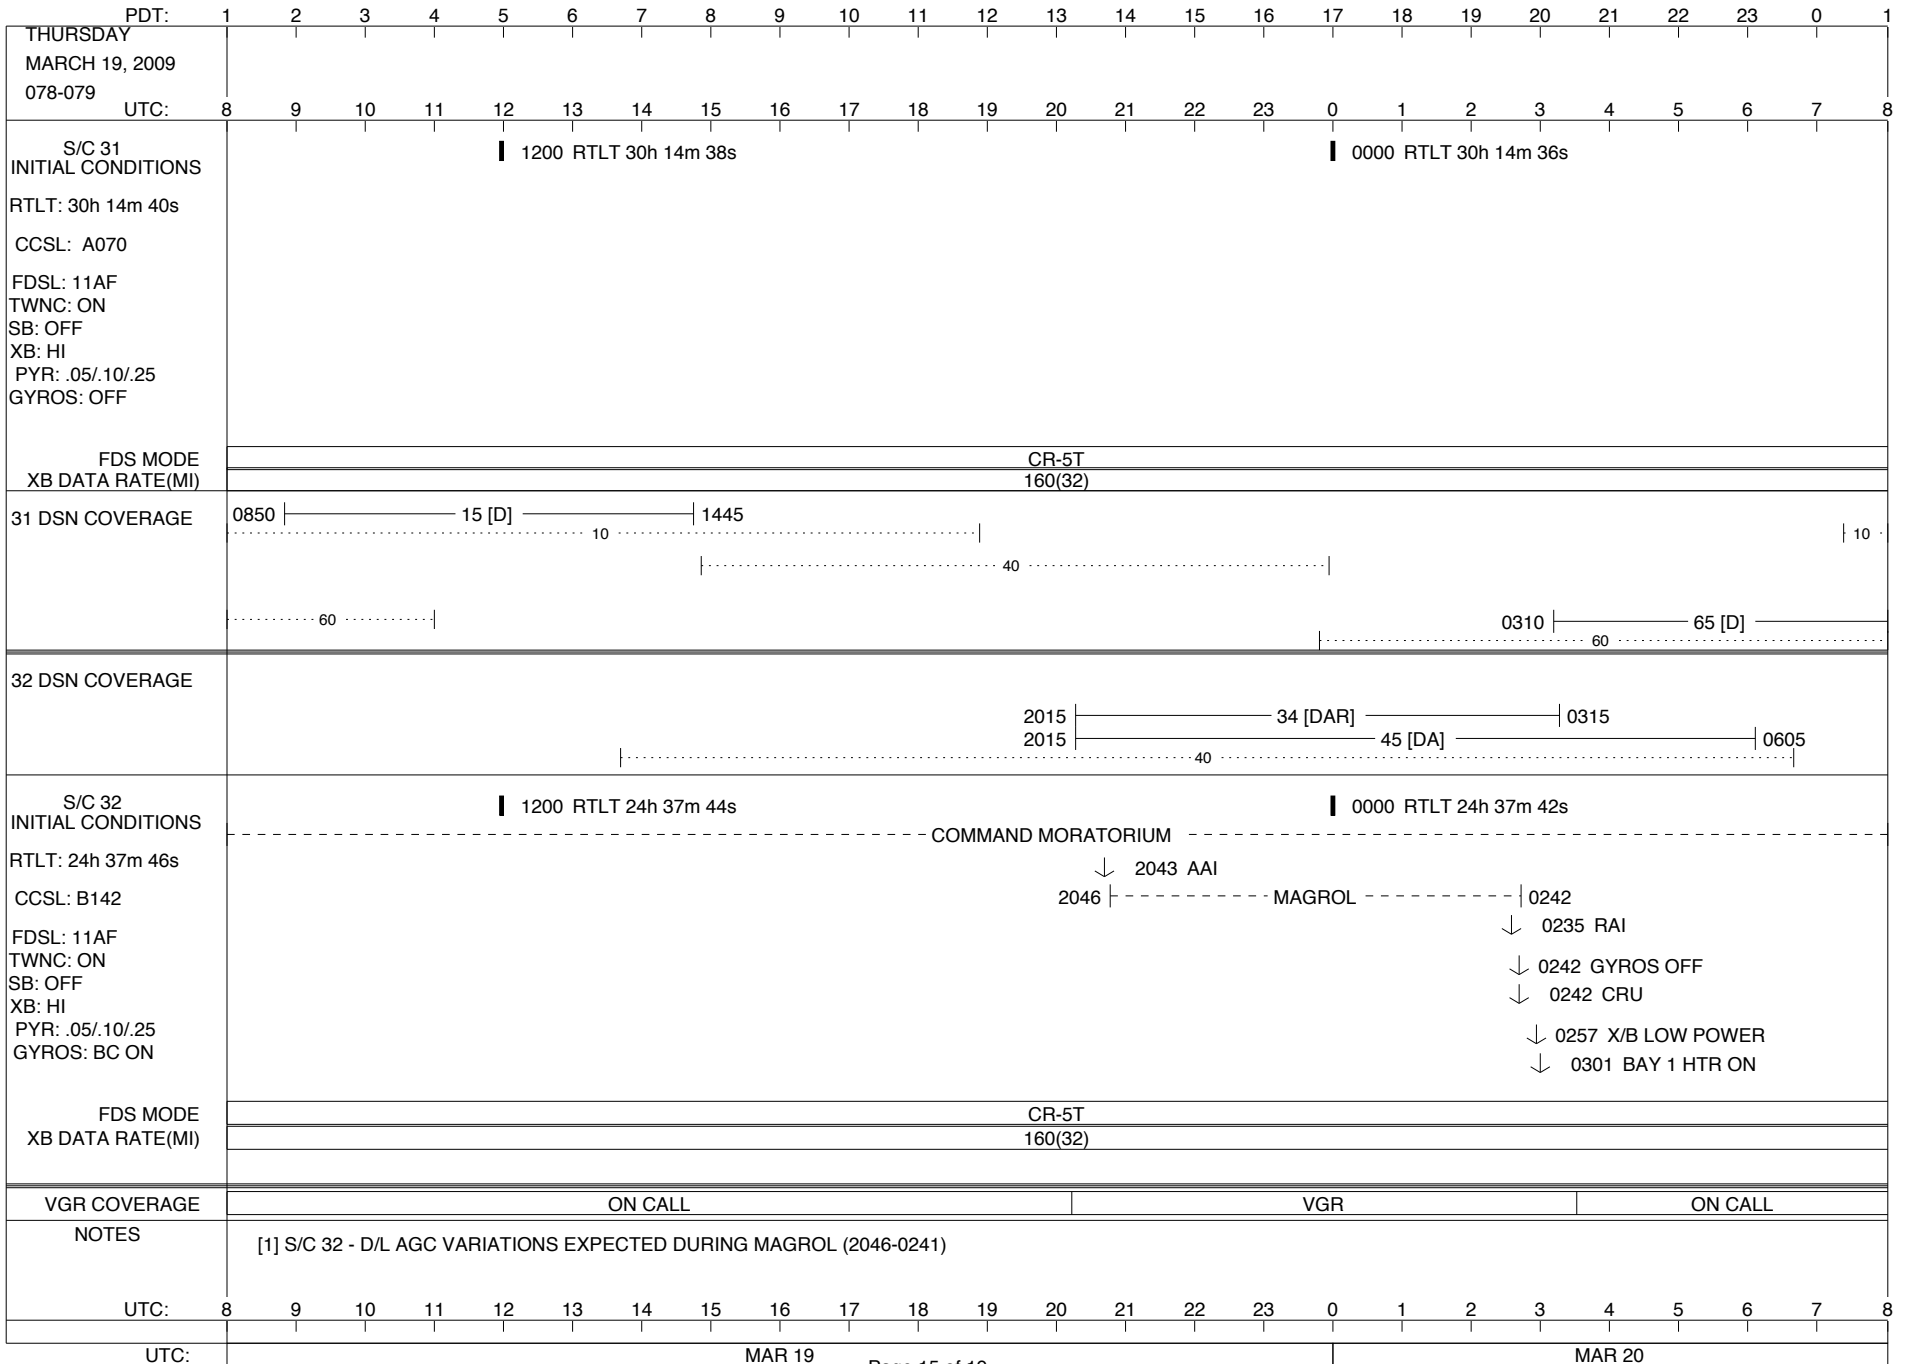 PDT: 1 2 3 4 5 6 7 8 9 10 11 12 13 14 15 16 17 18 19 20 21 22 23 0 1
THURSDAY
MARCH 19, 2009
078-079
UTC: 8 9 10 11 12 13 14 15 16 17 18 19 20 21 22 23 0 1 2 3 4 5 6 7 8
S/C 31
INITIAL CONDITIONS
1200 RTLT 30h 14m 38s
0000 RTLT 30h 14m 36s
RTLT: 30h 14m 40s
CCSL: A070
FDSL: 11AF
TWNC: ON
SB: OFF
XB: HI
PYR: .05/.10/.25
GYROS: OFF
FDS MODE CR-5T
XB DATA RATE(MI) 160(32)
31 DSN COVERAGE
0850 15 [D] 1445
10 10
40
60
0310 65 [D]
60
32 DSN COVERAGE
2015 34 [DAR] 0315
2015 45 [DA] 0605
40
S/C 32
INITIAL CONDITIONS
1200 RTLT 24h 37m 44s
0000 RTLT 24h 37m 42s
COMMAND MORATORIUM
RTLT: 24h 37m 46s
2043 AAI
CCSL: B142
2046 MAGROL 0242
0235 RAI
FDSL: 11AF
TWNC: ON
0242 GYROS OFF
SB: OFF
0242 CRU
XB: HI
PYR: .05/.10/.25
0257 X/B LOW POWER
GYROS: BC ON
0301 BAY 1 HTR ON
FDS MODE CR-5T
XB DATA RATE(MI) 160(32)
VGR COVERAGE ON CALL VGR ON CALL
NOTES
[1] S/C 32 - D/L AGC VARIATIONS EXPECTED DURING MAGROL (2046-0241)
UTC: 8 9 10 11 12 13 14 15 16 17 18 19 20 21 22 23 0 1 2 3 4 5 6 7 8
UTC: MAR 19 MAR 20